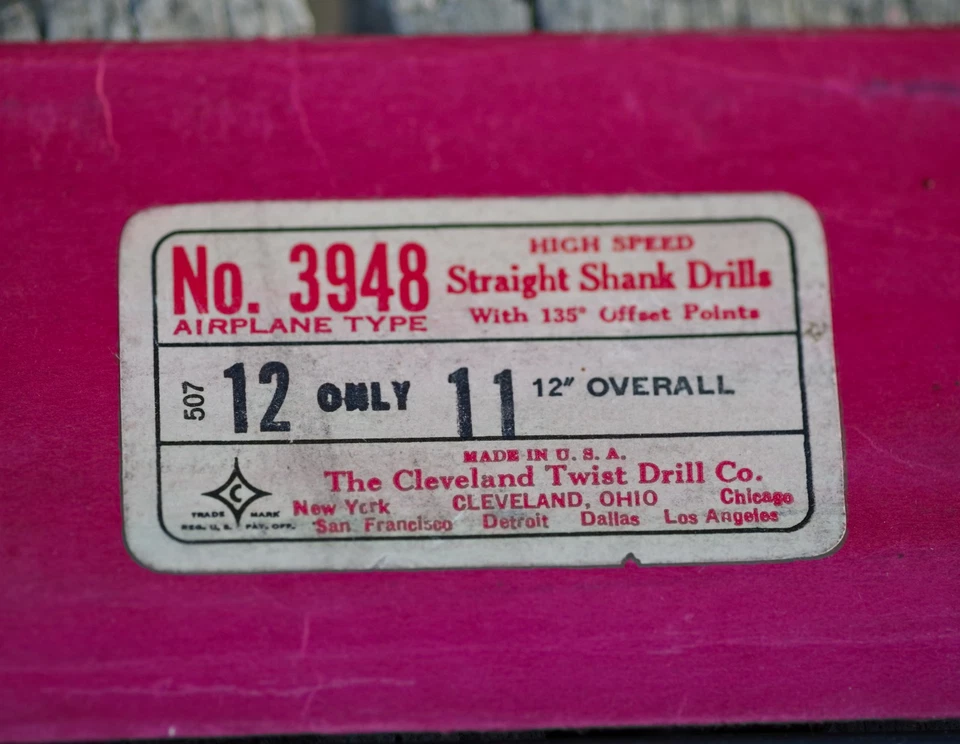 No. 3948
AIRPLANE TYPE
HIGH SPEED
Straight Shank Drills
With 135° Offset Points
507
12 ONLY 11 12″ OVERALL
MADE IN U. S. A.
The Cleveland Twist Drill Co.
CLEVELAND, OHIO
New York Chicago
San Francisco Detroit Dallas Los Angeles
C
TRADE MARK
REG. U. S. PAT. OFF.